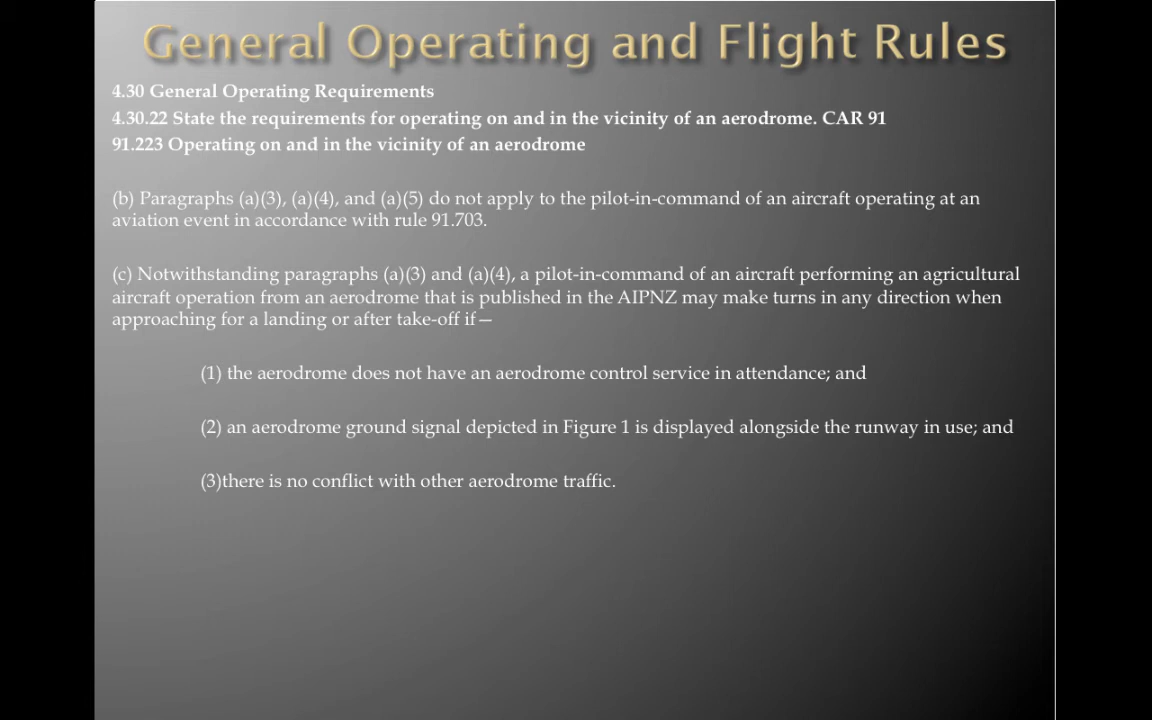 General Operating and Flight Rules
4.30 General Operating Requirements
4.30.22 State the requirements for operating on and in the vicinity of an aerodrome. CAR 91
91.223 Operating on and in the vicinity of an aerodrome
(b) Paragraphs (a)(3), (a)(4), and (a)(5) do not apply to the pilot-in-command of an aircraft operating at an
aviation event in accordance with rule 91.703.
(c) Notwithstanding paragraphs (a)(3) and (a)(4), a pilot-in-command of an aircraft performing an agricultural
aircraft operation from an aerodrome that is published in the AIPNZ may make turns in any direction when
approaching for a landing or after take-off if—
(1) the aerodrome does not have an aerodrome control service in attendance; and
(2) an aerodrome ground signal depicted in Figure 1 is displayed alongside the runway in use; and
(3)there is no conflict with other aerodrome traffic.